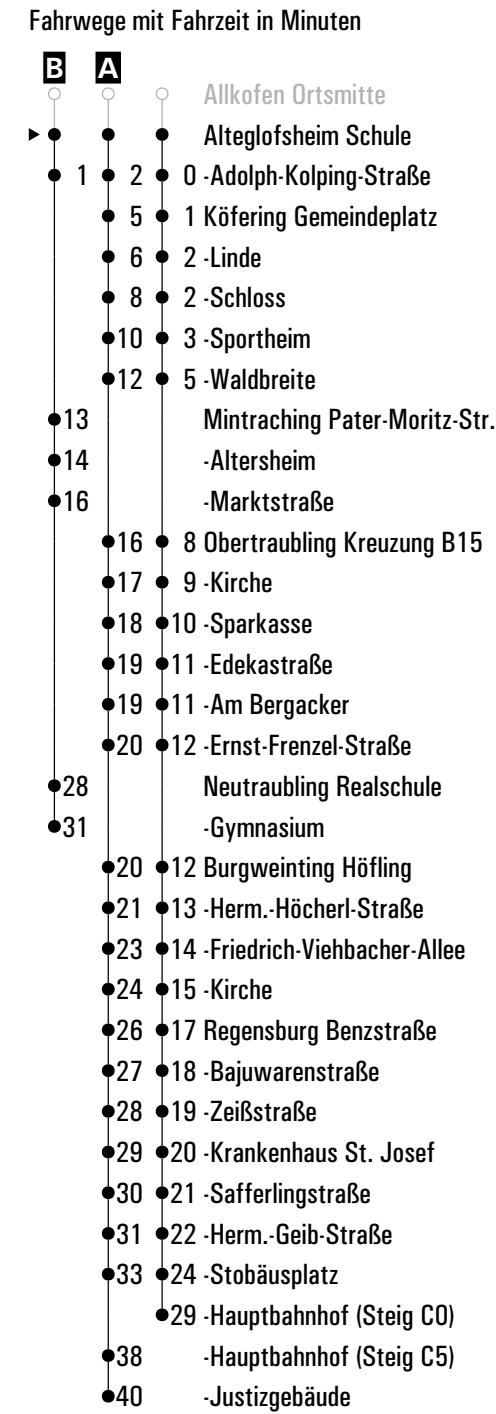 Fahrwege mit Fahrzeit in Minuten
B A
Allkofen Ortsmitte
Alteglofsheim Schule
1 2 0 -Adolph-Kolping-Straße
5 1 Köfering Gemeindeplatz
6 2 -Linde
8 2 -Schloss
10 3 -Sportheim
12 5 -Waldbreite
13 Mintraching Pater-Moritz-Str.
14 -Altersheim
16 -Marktstraße
16 8 Obertraubling Kreuzung B15
17 9 -Kirche
18 10 -Sparkasse
19 11 -Edekastraße
19 11 -Am Bergacker
20 12 -Ernst-Frenzel-Straße
28 Neutraubling Realschule
31 -Gymnasium
20 12 Burgweinting Höfling
21 13 -Herm.-Höcherl-Straße
23 14 -Friedrich-Viehbacher-Allee
24 15 -Kirche
26 17 Regensburg Benzstraße
27 18 -Bajuwarenstraße
28 19 -Zeißstraße
29 20 -Krankenhaus St. Josef
30 21 -Safferlingstraße
31 22 -Herm.-Geib-Straße
33 24 -Stobäusplatz
29 -Hauptbahnhof (Steig C0)
38 -Hauptbahnhof (Steig C5)
40 -Justizgebäude